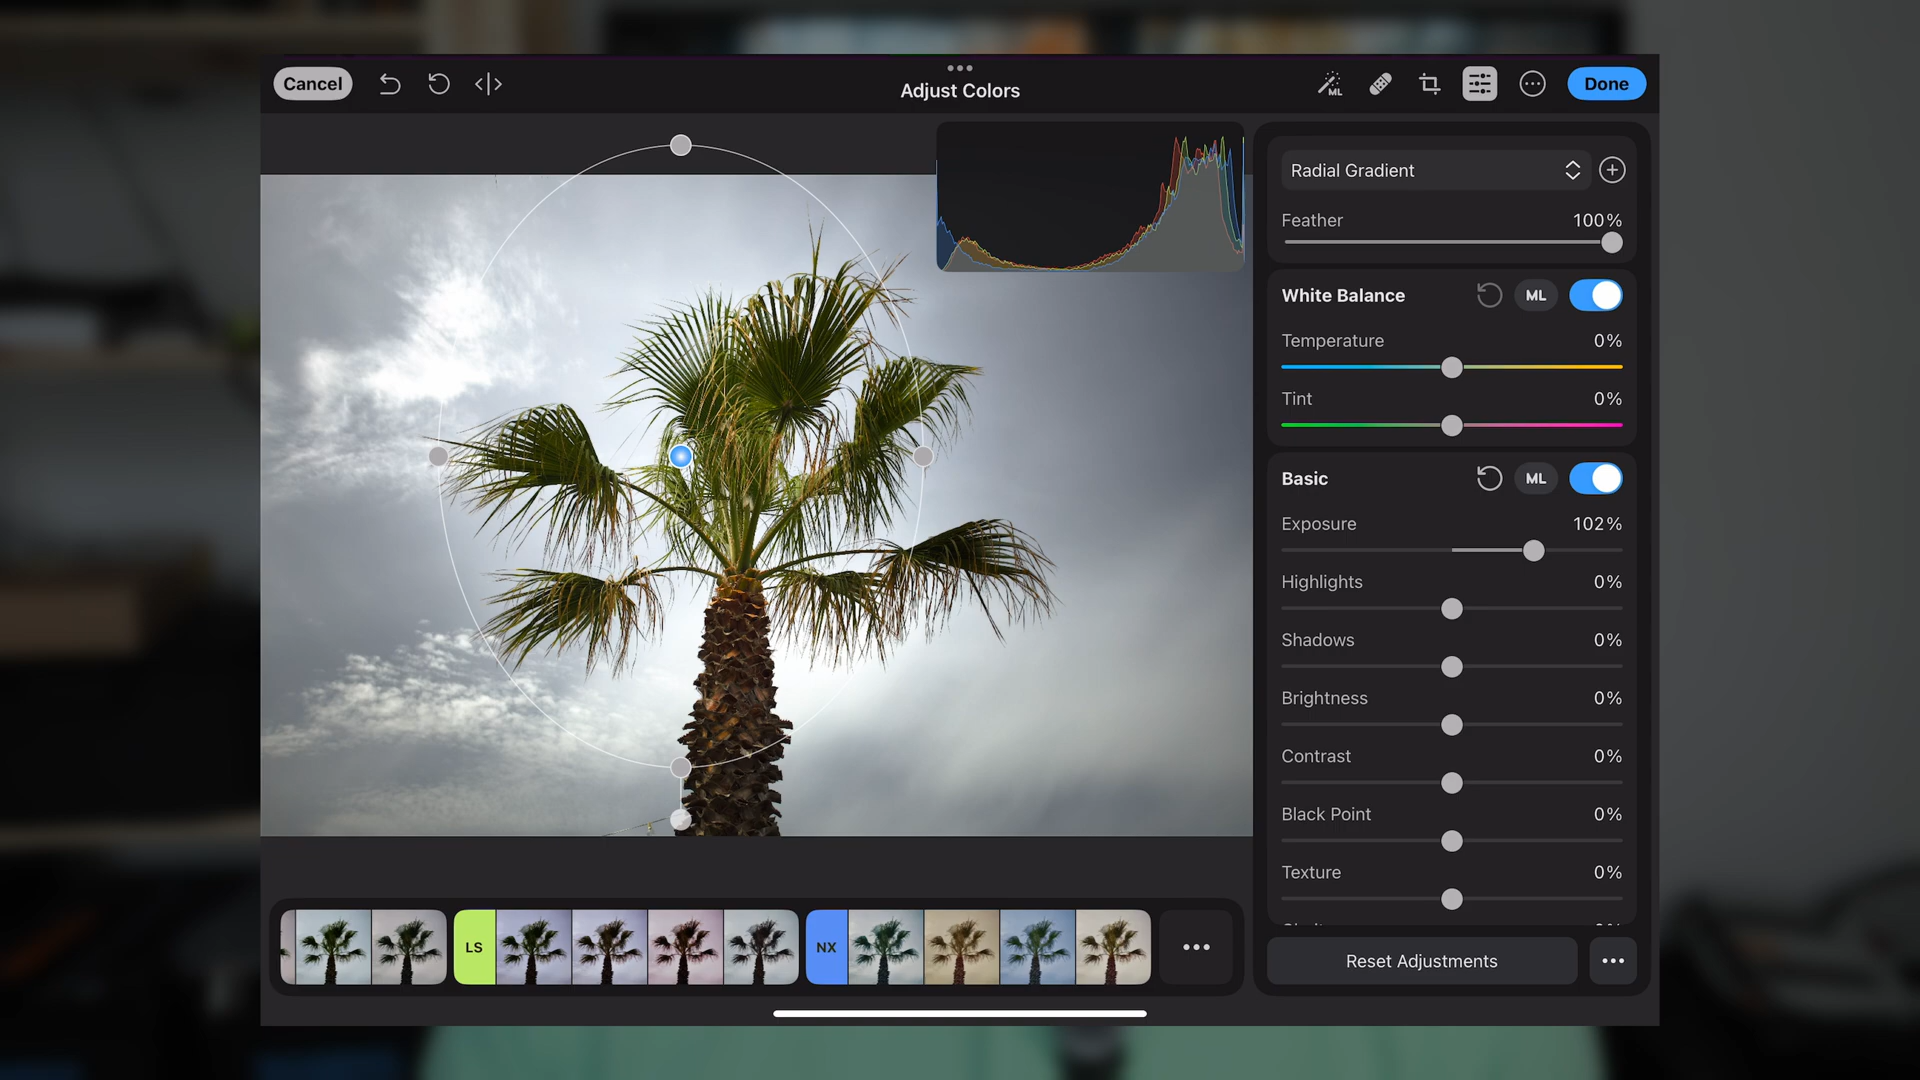 Cancel
Adjust Colors
ML
Done
Radial Gradient
Feather 100%
White Balance ML
Temperature 0%
Tint 0%
Basic ML
Exposure 102%
Highlights 0%
Shadows 0%
Brightness 0%
Contrast 0%
Black Point 0%
Texture 0%
LS
NX
Reset Adjustments